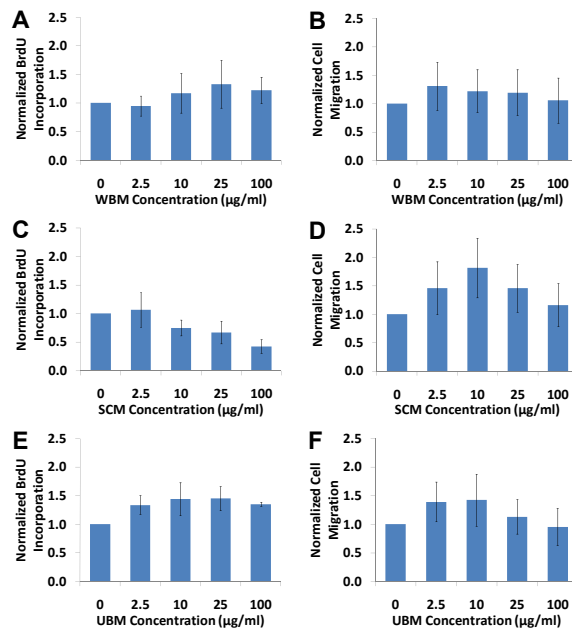 A
Normalized BrdU
Incorporation
2.0
1.5
1.0
0.5
0.0
0 2.5 10 25 100
WBM Concentration (µg/ml)
B
Normalized Cell
Migration
2.5
2.0
1.5
1.0
0.5
0.0
0 2.5 10 25 100
WBM Concentration (µg/ml)
C
Normalized BrdU
Incorporation
2.5
2.0
1.5
1.0
0.5
0.0
0 2.5 10 25 100
SCM Concentration (µg/ml)
D
Normalized Cell
Migration
2.5
2.0
1.5
1.0
0.5
0.0
0 2.5 10 25 100
SCM Concentration (µg/ml)
E
Normalized BrdU
Incorporation
2.5
2.0
1.5
1.0
0.5
0.0
0 2.5 10 25 100
UBM Concentration (µg/ml)
F
Normalized Cell
Migration
2.5
2.0
1.5
1.0
0.5
0.0
0 2.5 10 25 100
UBM Concentration (µg/ml)